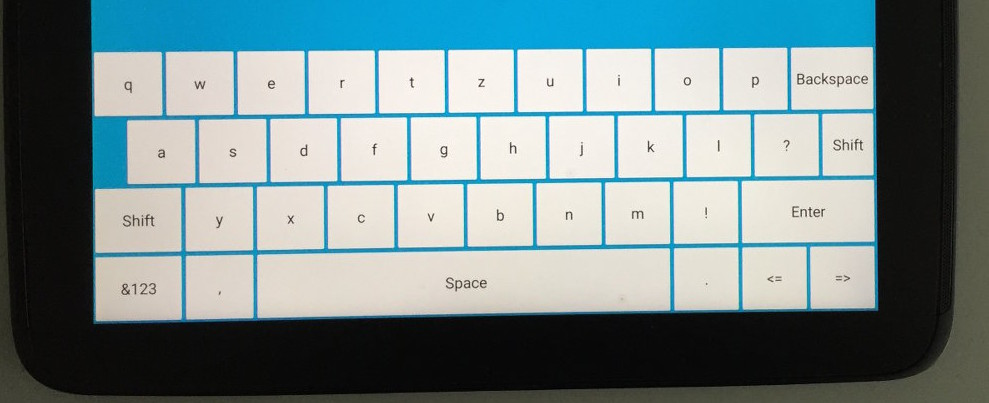 q w e r t z u i o p Backspace
a s d f g h j k l ? Shift
Shift y x c v b n m ! Enter
&123 , Space . <= =>